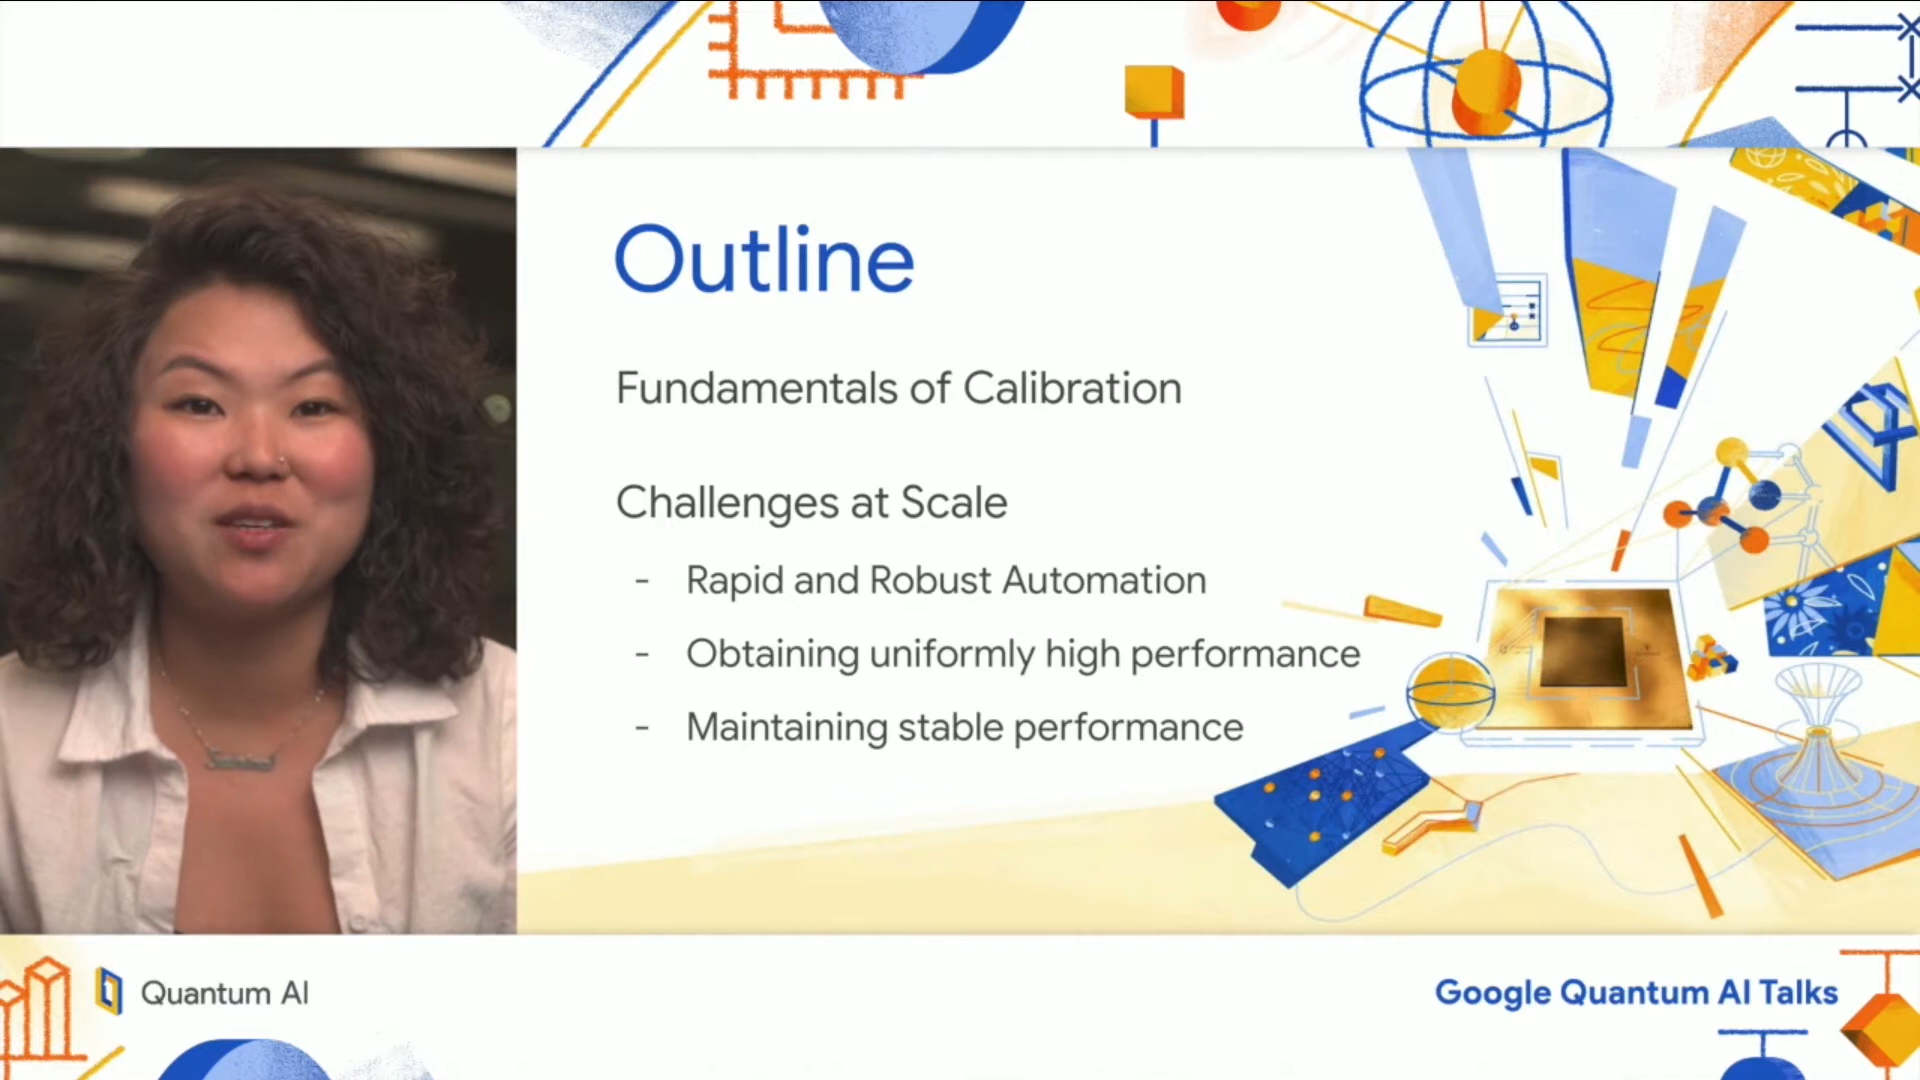 Outline
Fundamentals of Calibration
Challenges at Scale
- Rapid and Robust Automation
- Obtaining uniformly high performance
- Maintaining stable performance
Quantum AI
Google Quantum AI Talks